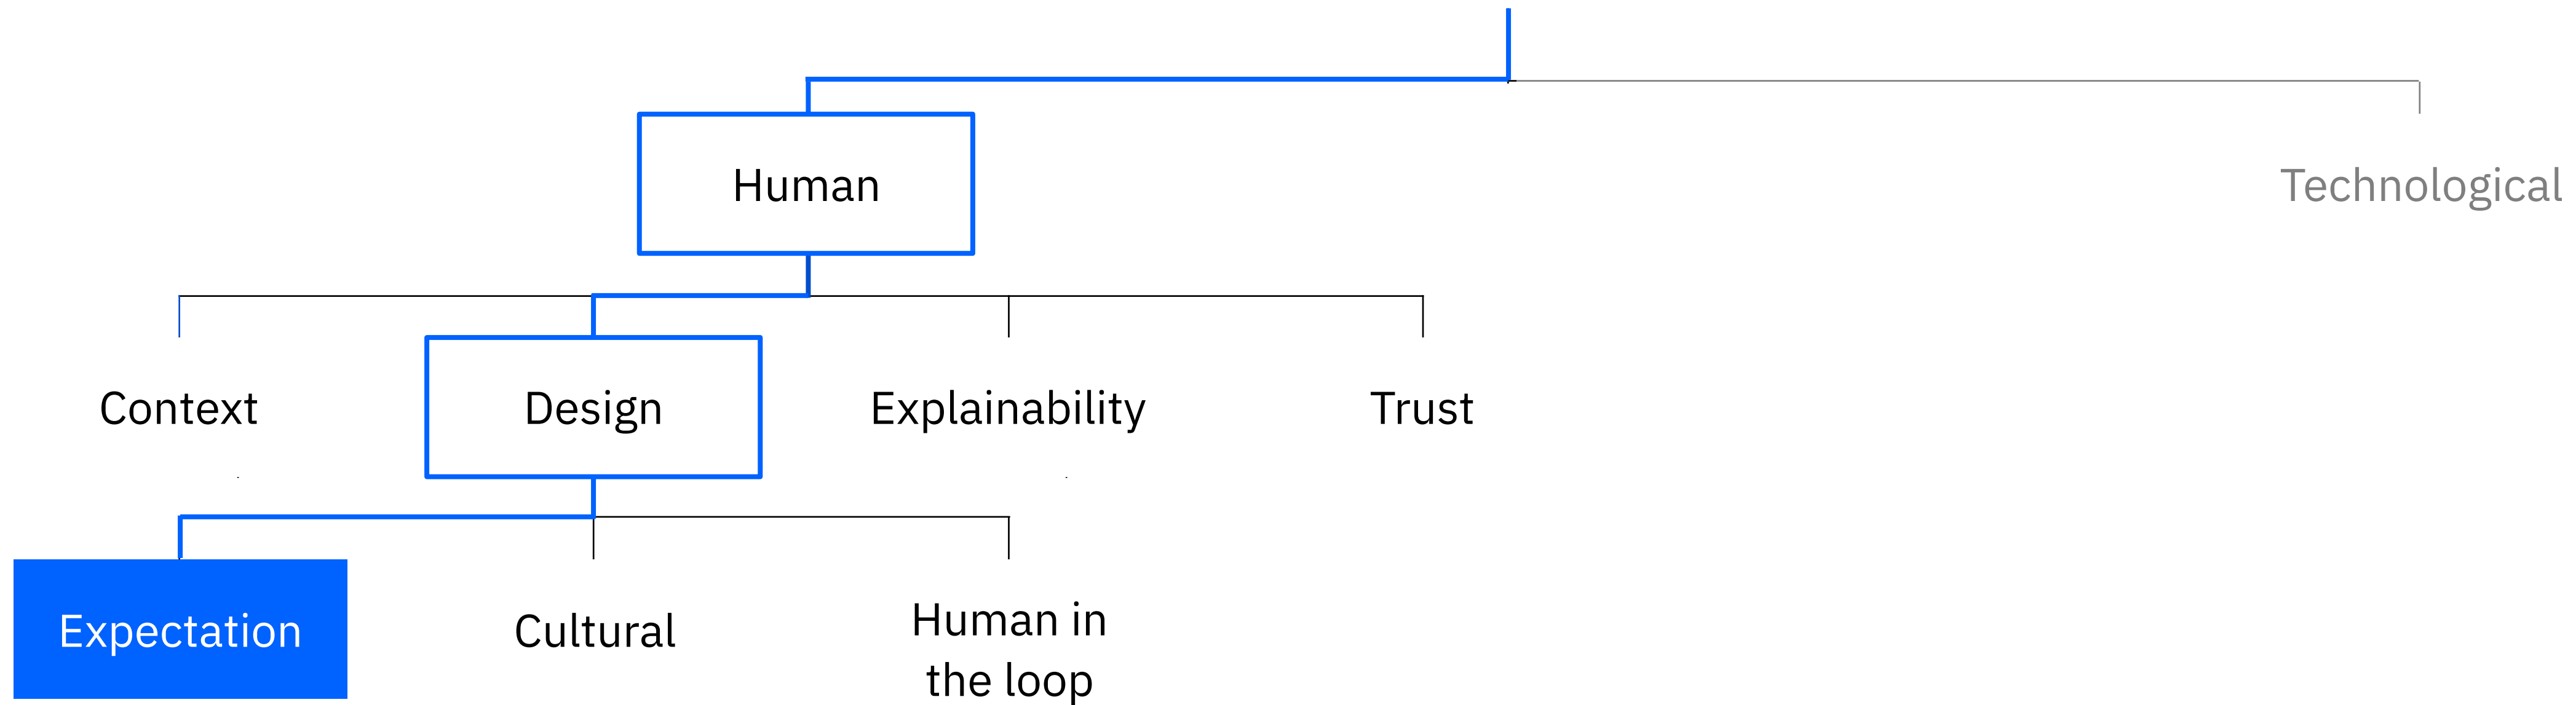 Human
Technological
Context
Design
Explainability
Trust
Expectation
Cultural
Human in
the loop